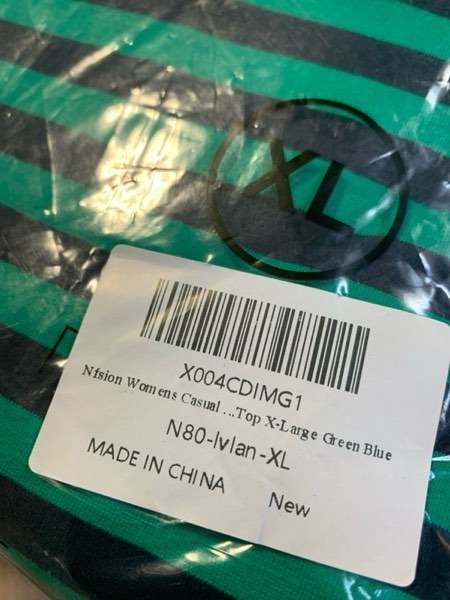 XL
X004CDIMG1
Nfsion Womens Casual ...Top X-Large Green Blue
N80-lvlan-XL
MADE IN CHINA
New